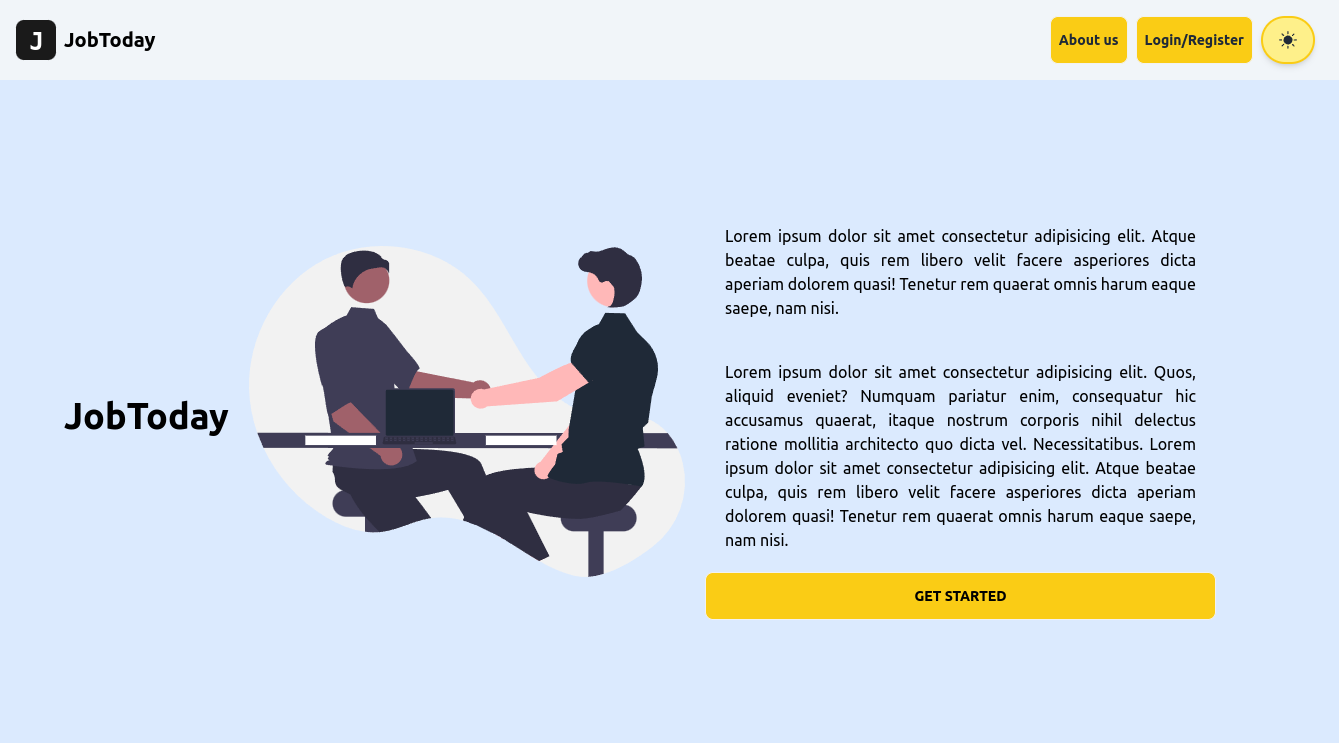 J JobToday
About us
Login/Register
JobToday
Lorem ipsum dolor sit amet consectetur adipisicing elit. Atque
beatae culpa, quis rem libero velit facere asperiores dicta
aperiam dolorem quasi! Tenetur rem quaerat omnis harum eaque
saepe, nam nisi.
Lorem ipsum dolor sit amet consectetur adipisicing elit. Quos,
aliquid eveniet? Numquam pariatur enim, consequatur hic
accusamus quaerat, itaque nostrum corporis nihil delectus
ratione mollitia architecto quo dicta vel. Necessitatibus. Lorem
ipsum dolor sit amet consectetur adipisicing elit. Atque beatae
culpa, quis rem libero velit facere asperiores dicta aperiam
dolorem quasi! Tenetur rem quaerat omnis harum eaque saepe,
nam nisi.
GET STARTED